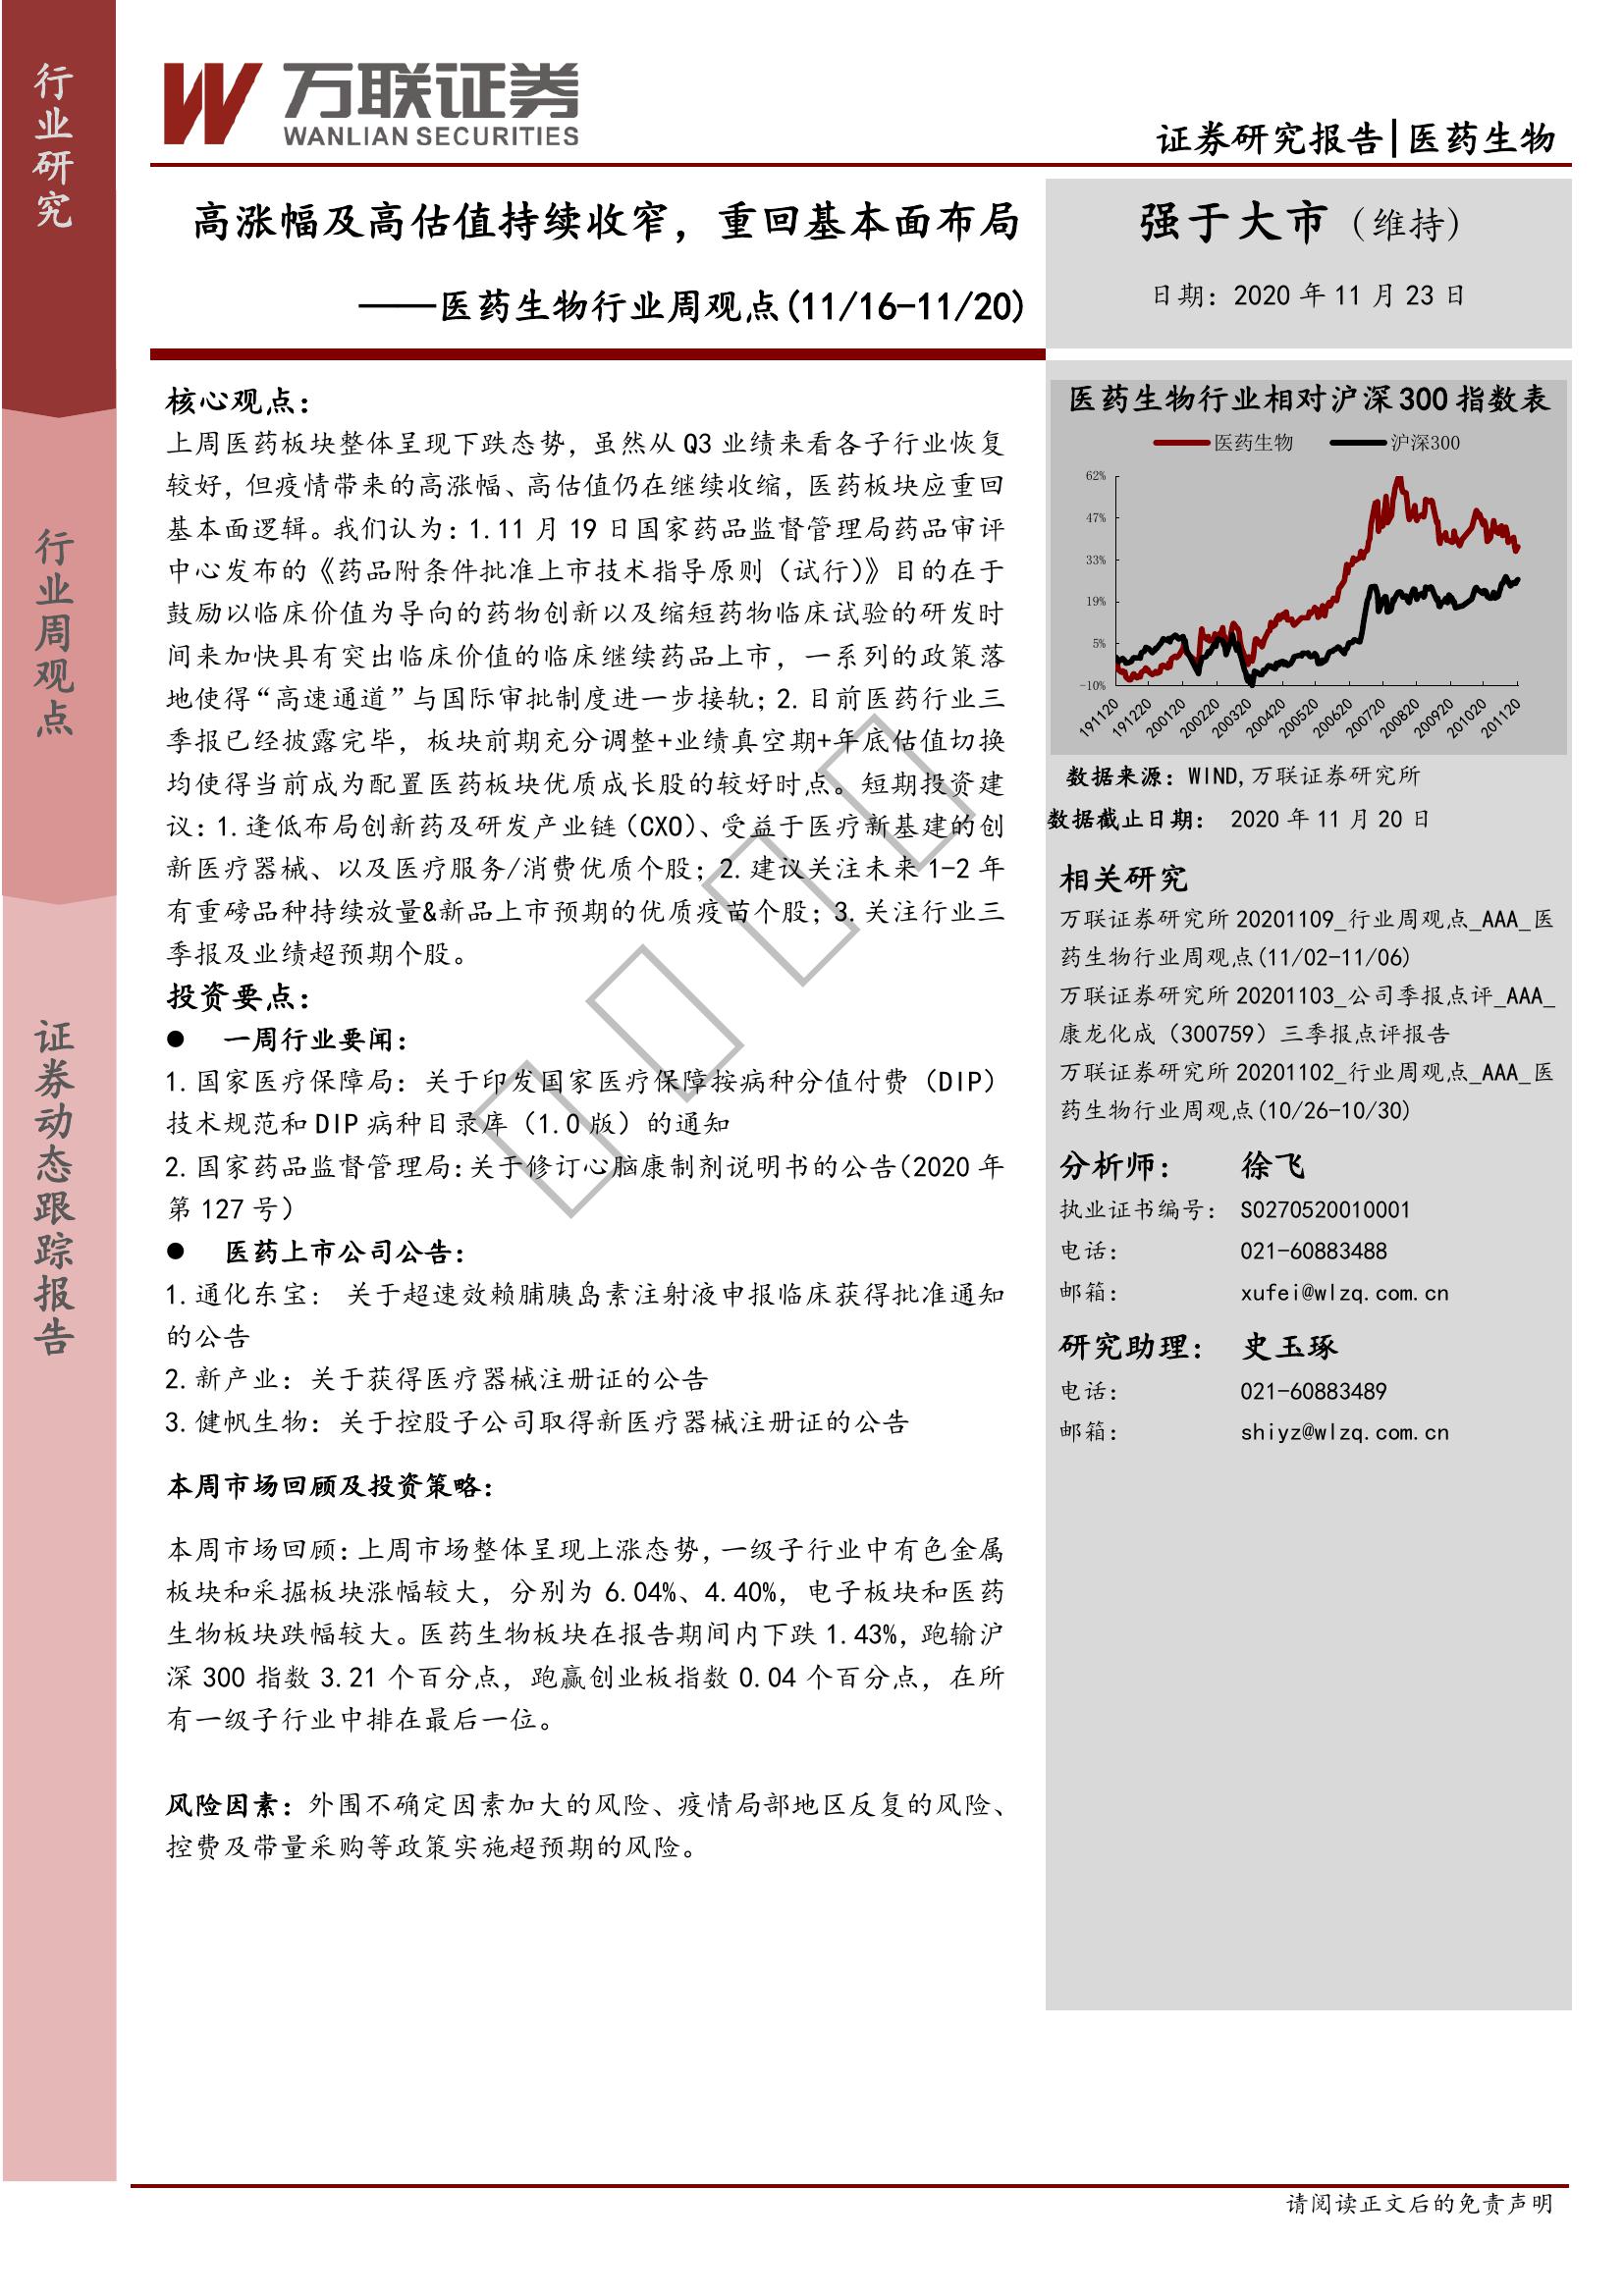 行业研究
行业周观点
证券动态跟踪报告
万联证券
WANLIAN SECURITIES
证券研究报告|医药生物
高涨幅及高估值持续收窄，重回基本面布局
——医药生物行业周观点(11/16-11/20)
强于大市（维持）
日期：2020 年 11 月 23 日
核心观点：
上周医药板块整体呈现下跌态势，虽然从 Q3 业绩来看各子行业恢复
较好，但疫情带来的高涨幅、高估值仍在继续收缩，医药板块应重回
基本面逻辑。我们认为：1.11 月 19 日国家药品监督管理局药品审评
中心发布的《药品附条件批准上市技术指导原则（试行）》目的在于
鼓励以临床价值为导向的药物创新以及缩短药物临床试验的研发时
间来加快具有突出临床价值的临床继续药品上市，一系列的政策落
地使得“高速通道”与国际审批制度进一步接轨；2.目前医药行业三
季报已经披露完毕，板块前期充分调整+业绩真空期+年底估值切换
均使得当前成为配置医药板块优质成长股的较好时点。短期投资建
议：1.逢低布局创新药及研发产业链（CXO）、受益于医疗新基建的创
新医疗器械、以及医疗服务/消费优质个股；2.建议关注未来 1-2 年
有重磅品种持续放量&新品上市预期的优质疫苗个股；3.关注行业三
季报及业绩超预期个股。
投资要点：
● 一周行业要闻：
1.国家医疗保障局：关于印发国家医疗保障按病种分值付费（DIP）
技术规范和 DIP 病种目录库（1.0 版）的通知
2.国家药品监督管理局：关于修订心脑康制剂说明书的公告（2020 年
第 127 号）
● 医药上市公司公告：
1.通化东宝： 关于超速效赖脯胰岛素注射液申报临床获得批准通知
的公告
2.新产业：关于获得医疗器械注册证的公告
3.健帆生物：关于控股子公司取得新医疗器械注册证的公告
本周市场回顾及投资策略：
本周市场回顾：上周市场整体呈现上涨态势，一级子行业中有色金属
板块和采掘板块涨幅较大，分别为 6.04%、4.40%，电子板块和医药
生物板块跌幅较大。医药生物板块在报告期间内下跌 1.43%，跑输沪
深 300 指数 3.21 个百分点，跑赢创业板指数 0.04 个百分点，在所
有一级子行业中排在最后一位。
风险因素：外围不确定因素加大的风险、疫情局部地区反复的风险、
控费及带量采购等政策实施超预期的风险。
医药生物行业相对沪深 300 指数表
医药生物 沪深300
62%
47%
33%
19%
5%
-10%
191120 191220 200120 200220 200320 200420 200520 200620 200720 200820 200920 201020 201120
数据来源：WIND,万联证券研究所
数据截止日期： 2020 年 11 月 20 日
相关研究
万联证券研究所 20201109_行业周观点_AAA_医
药生物行业周观点(11/02-11/06)
万联证券研究所 20201103_公司季报点评_AAA_
康龙化成（300759）三季报点评报告
万联证券研究所 20201102_行业周观点_AAA_医
药生物行业周观点(10/26-10/30)
分析师： 徐飞
执业证书编号： S0270520010001
电话： 021-60883488
邮箱： xufei@wlzq.com.cn
研究助理： 史玉琢
电话： 021-60883489
邮箱： shiyz@wlzq.com.cn
请阅读正文后的免责声明